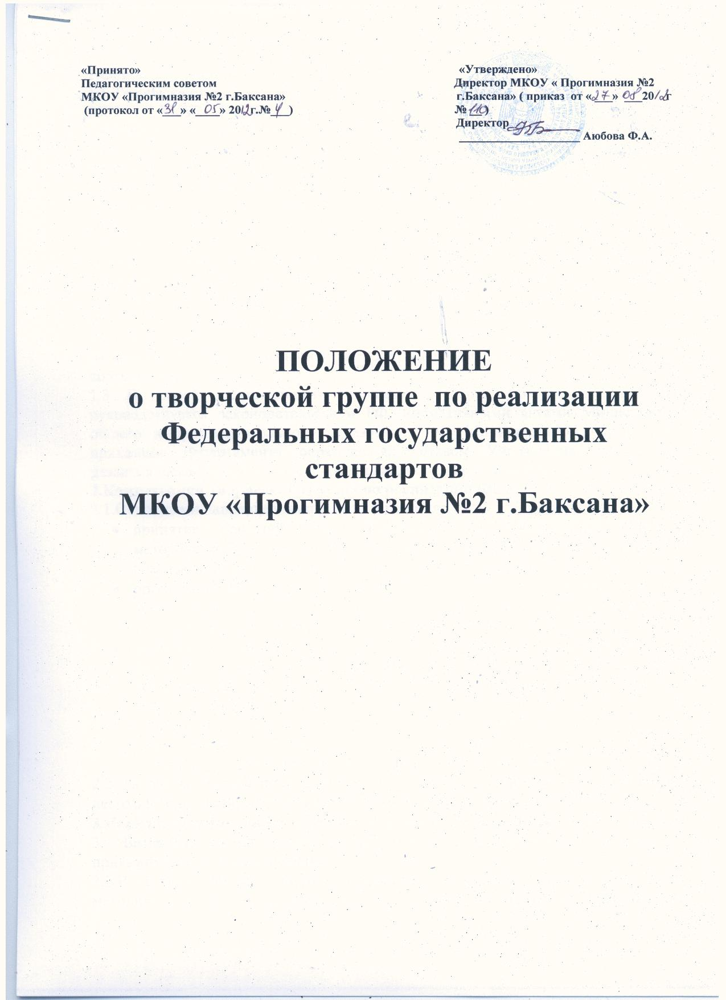 «Принято»
Педагогическим советом
МКОУ «Прогимназия №2 г.Баксана»
(протокол от «31» «05» 2012г.№ 4)
«Утверждено»
Директор МКОУ « Прогимназия №2
г.Баксана» ( приказ от «27» 08 2012г
№ 110)
Директор
Аюбова Ф.А.
ПОЛОЖЕНИЕ
о творческой группе по реализации
Федеральных государственных
стандартов
МКОУ «Прогимназия №2 г.Баксана»